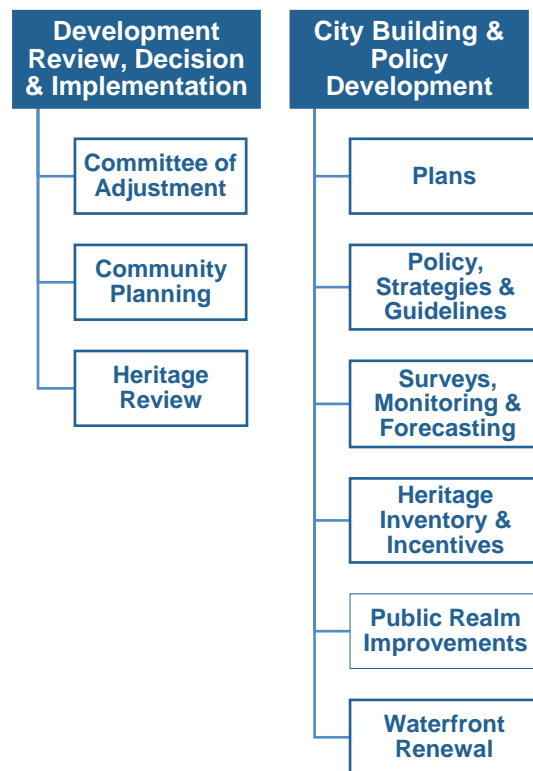 Development
Review, Decision
& Implementation
Committee of
Adjustment
Community
Planning
Heritage
Review
City Building &
Policy
Development
Plans
Policy,
Strategies &
Guidelines
Surveys,
Monitoring &
Forecasting
Heritage
Inventory &
Incentives
Public Realm
Improvements
Waterfront
Renewal